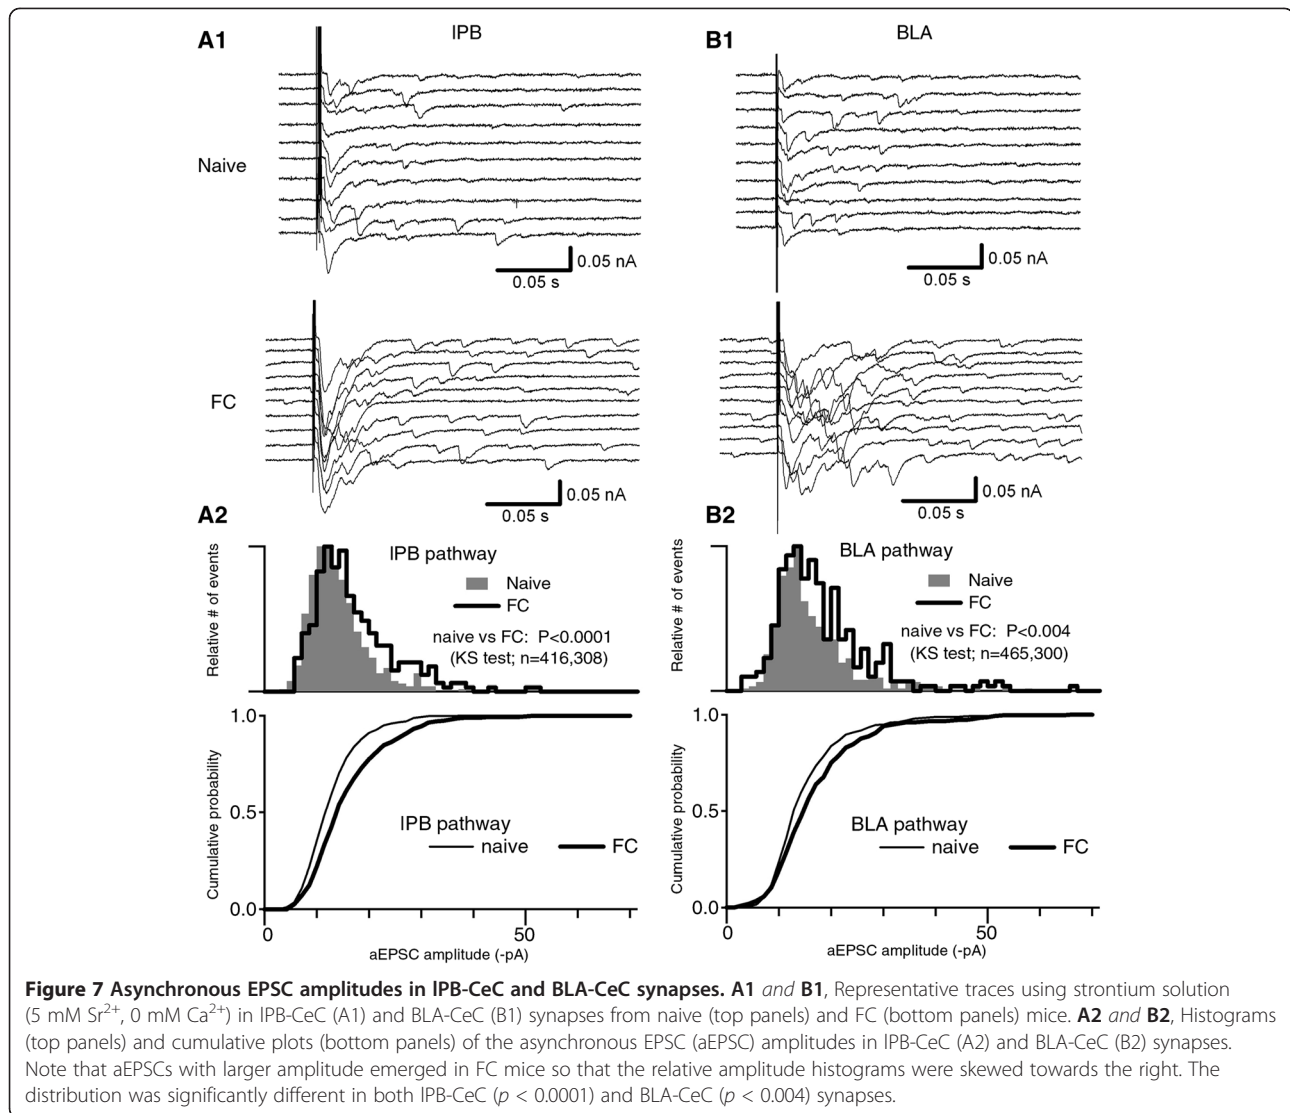 A1
lPB
B1
BLA
Naive
0.05 nA
0.05 s
0.05 nA
0.05 s
FC
0.05 nA
0.05 s
0.05 nA
0.05 s
A2
B2
Relative # of events
lPB pathway
Naive
FC
naive vs FC: P<0.0001
(KS test; n=416,308)
Relative # of events
BLA pathway
Naive
FC
naive vs FC: P<0.004
(KS test; n=465,300)
Cumulative probability
1.0
0.5
0.0
lPB pathway
naive
FC
0
50
aEPSC amplitude (-pA)
Cumulative probability
1.0
0.5
0.0
BLA pathway
naive
FC
0
50
aEPSC amplitude (-pA)
Figure 7 Asynchronous EPSC amplitudes in lPB-CeC and BLA-CeC synapses. A1 and B1, Representative traces using strontium solution
(5 mM Sr²⁺, 0 mM Ca²⁺) in lPB-CeC (A1) and BLA-CeC (B1) synapses from naive (top panels) and FC (bottom panels) mice. A2 and B2, Histograms
(top panels) and cumulative plots (bottom panels) of the asynchronous EPSC (aEPSC) amplitudes in lPB-CeC (A2) and BLA-CeC (B2) synapses.
Note that aEPSCs with larger amplitude emerged in FC mice so that the relative amplitude histograms were skewed towards the right. The
distribution was significantly different in both lPB-CeC (p < 0.0001) and BLA-CeC (p < 0.004) synapses.